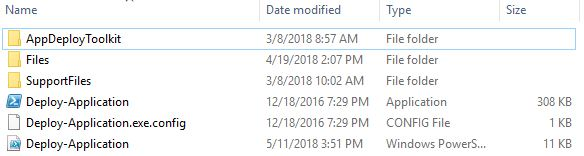 Name Date modified Type Size
AppDeployToolkit 3/8/2018 8:57 AM File folder
Files 4/19/2018 2:07 PM File folder
SupportFiles 3/8/2018 10:02 AM File folder
Deploy-Application 12/18/2016 7:29 PM Application 308 KB
Deploy-Application.exe.config 12/18/2016 7:29 PM CONFIG File 1 KB
Deploy-Application 5/11/2018 3:51 PM Windows PowerS... 11 KB